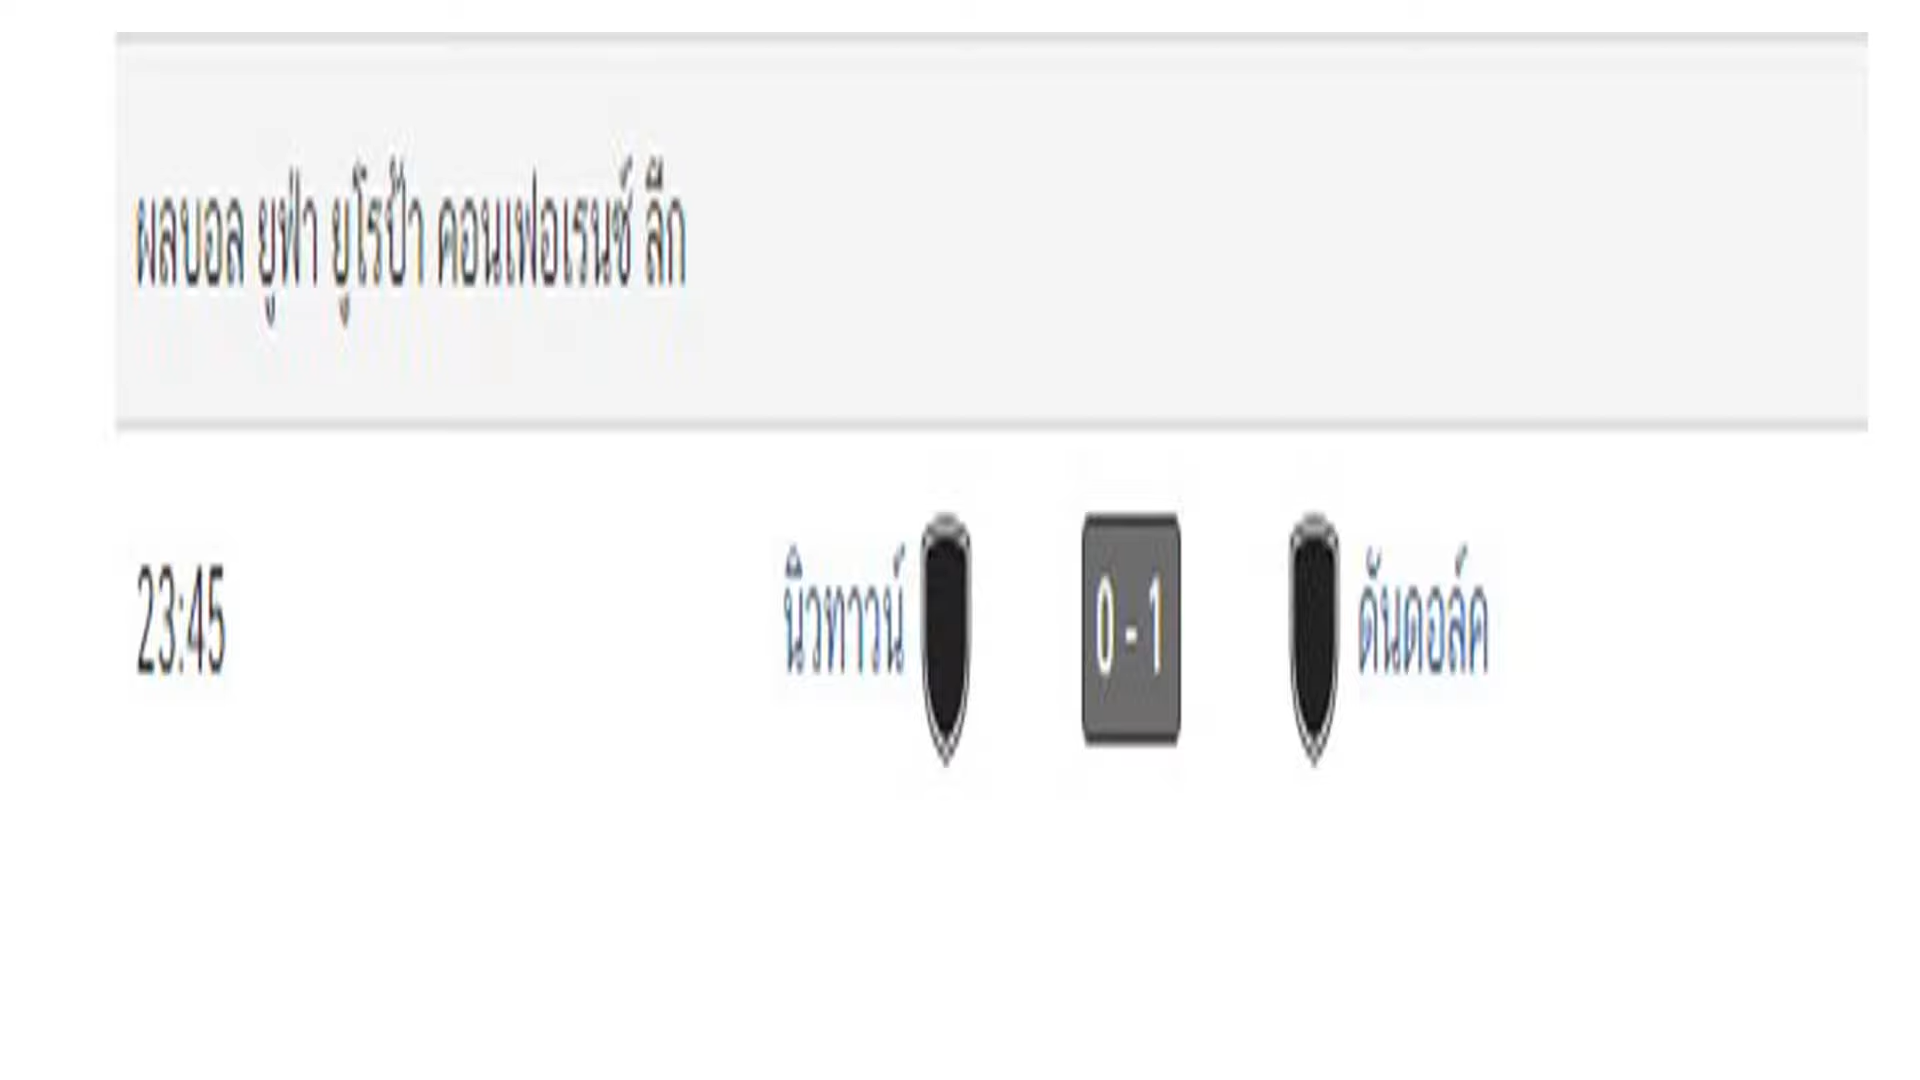 ผลบอล ยูฟ่า ยูโรป้า คอนเฟอเรนซ์ ลีก
23:45 นิวทาวน์ 0 - 1 ดันดอล์ค